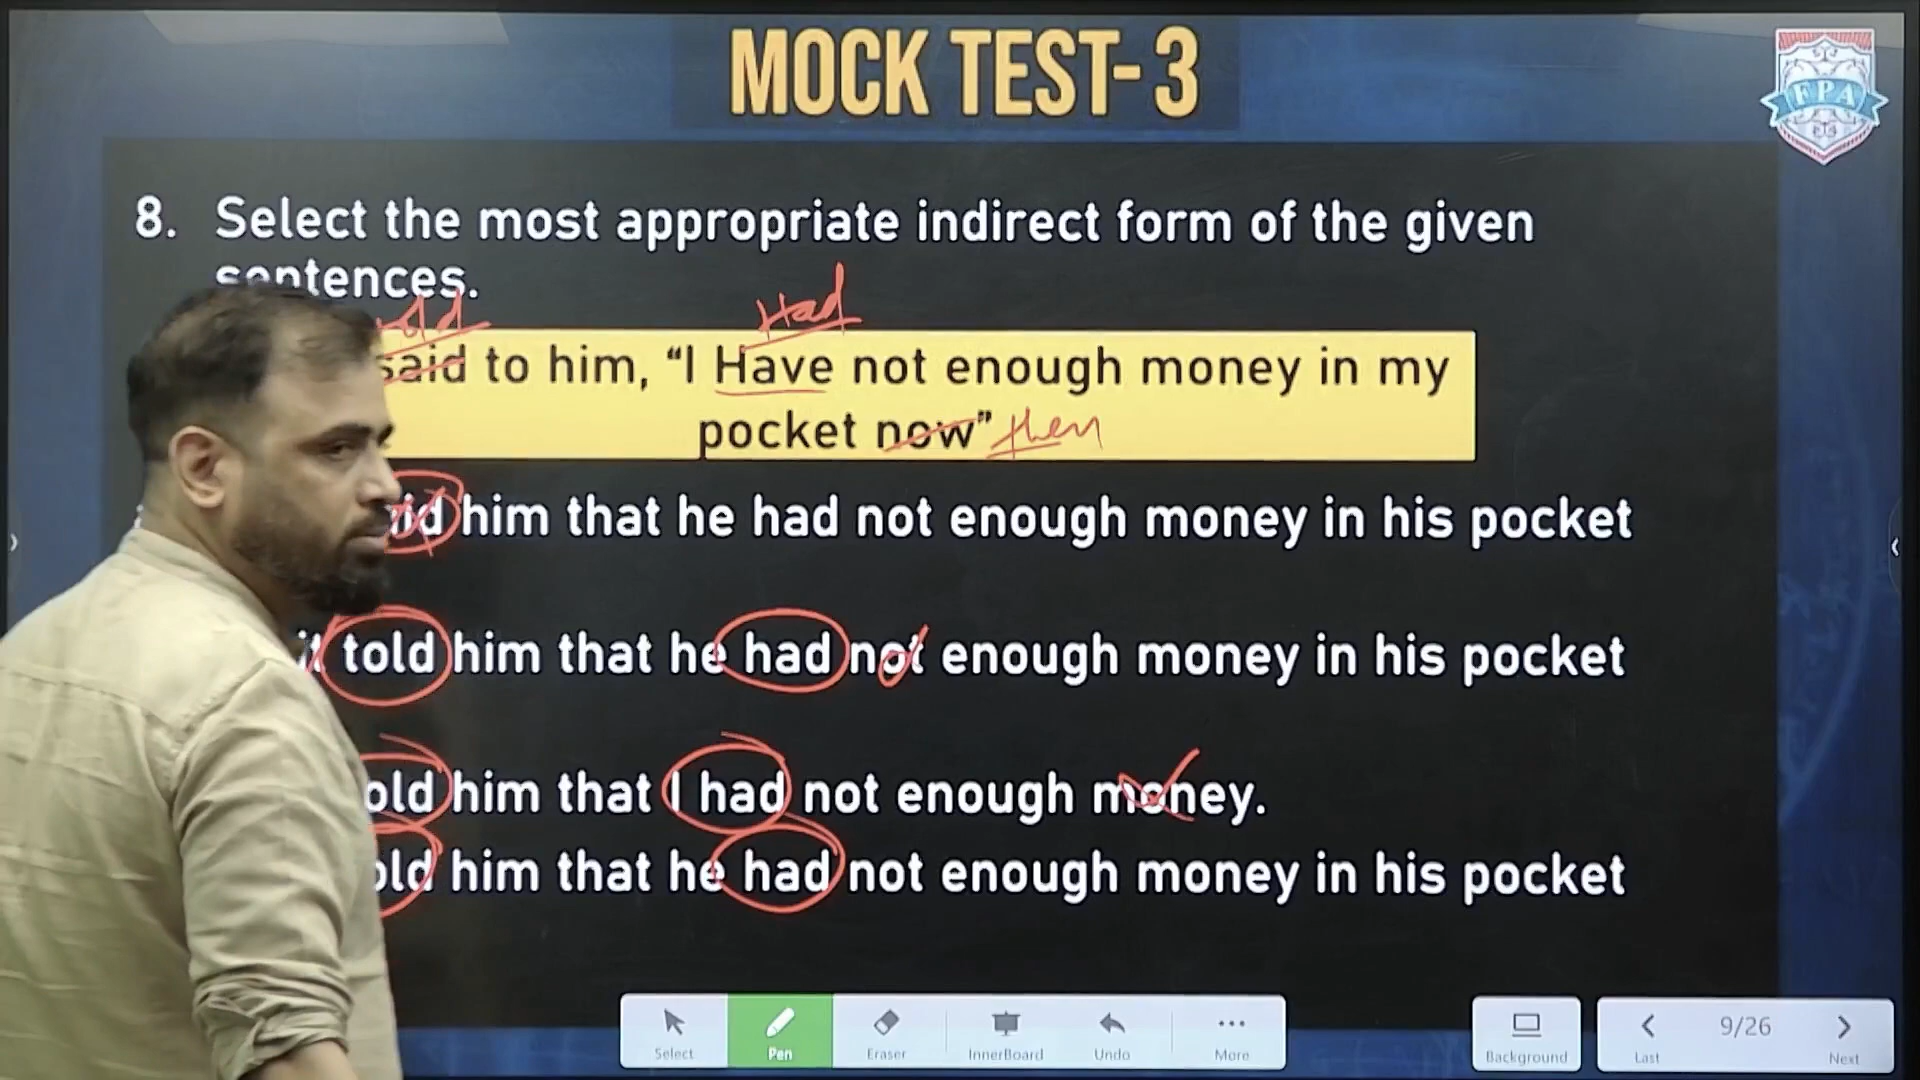 MOCK TEST-3
FPA
8. Select the most appropriate indirect form of the given
sentences.
Had
said to him, “I Have not enough money in my
pocket now” then
him that he had not enough money in his pocket
told him that he had not enough money in his pocket
him that I had not enough money.
him that he had not enough money in his pocket
Select
Pen
Eraser
InnerBoard
Undo
More
Background
Last
9/26
Next